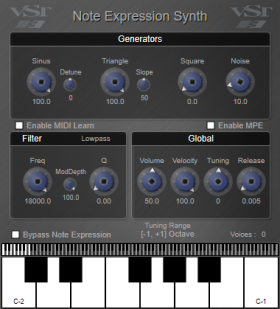 VST Note Expression Synth VST
Generators
Sinus Triangle Square Noise
Detune Slope
100.0 0 100.0 50 0.0 10.0
Enable MIDI Learn Enable MPE
Filter Lowpass Global
Freq Q Volume Velocity Tuning Release
ModDepth
18000.0 100.0 0.00 50.0 100.0 0 0.005
Tuning Range
Bypass Note Expression [-1, +1] Octave Voices : 0
C-2 C-1